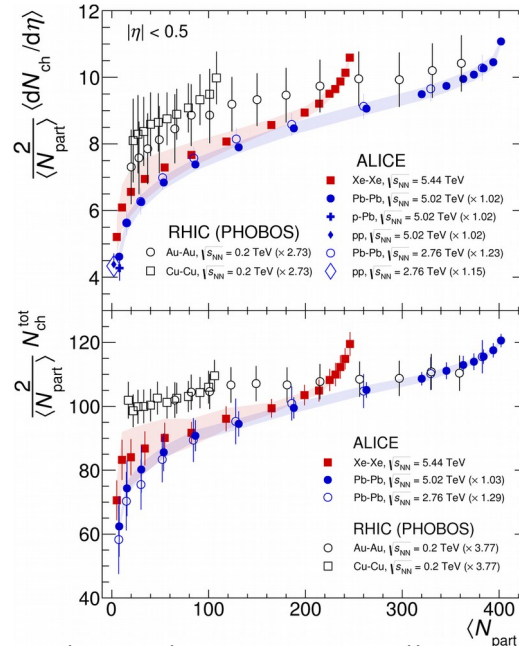 |η| < 0.5
2/⟨N_part⟩ ⟨dN_ch/dη⟩
12
10
8
6
4
ALICE
Xe-Xe, √s_NN = 5.44 TeV
Pb-Pb, √s_NN = 5.02 TeV (× 1.02)
p-Pb, √s_NN = 5.02 TeV (× 1.02)
pp, √s_NN = 5.02 TeV (× 1.02)
Pb-Pb, √s_NN = 2.76 TeV (× 1.23)
pp, √s_NN = 2.76 TeV (× 1.15)
RHIC (PHOBOS)
Au-Au, √s_NN = 0.2 TeV (× 2.73)
Cu-Cu, √s_NN = 0.2 TeV (× 2.73)
2/⟨N_part⟩ N_ch^tot
120
100
80
60
40
ALICE
Xe-Xe, √s_NN = 5.44 TeV
Pb-Pb, √s_NN = 5.02 TeV (× 1.03)
Pb-Pb, √s_NN = 2.76 TeV (× 1.29)
RHIC (PHOBOS)
Au-Au, √s_NN = 0.2 TeV (× 3.77)
Cu-Cu, √s_NN = 0.2 TeV (× 3.77)
0 100 200 300 400
⟨N_part